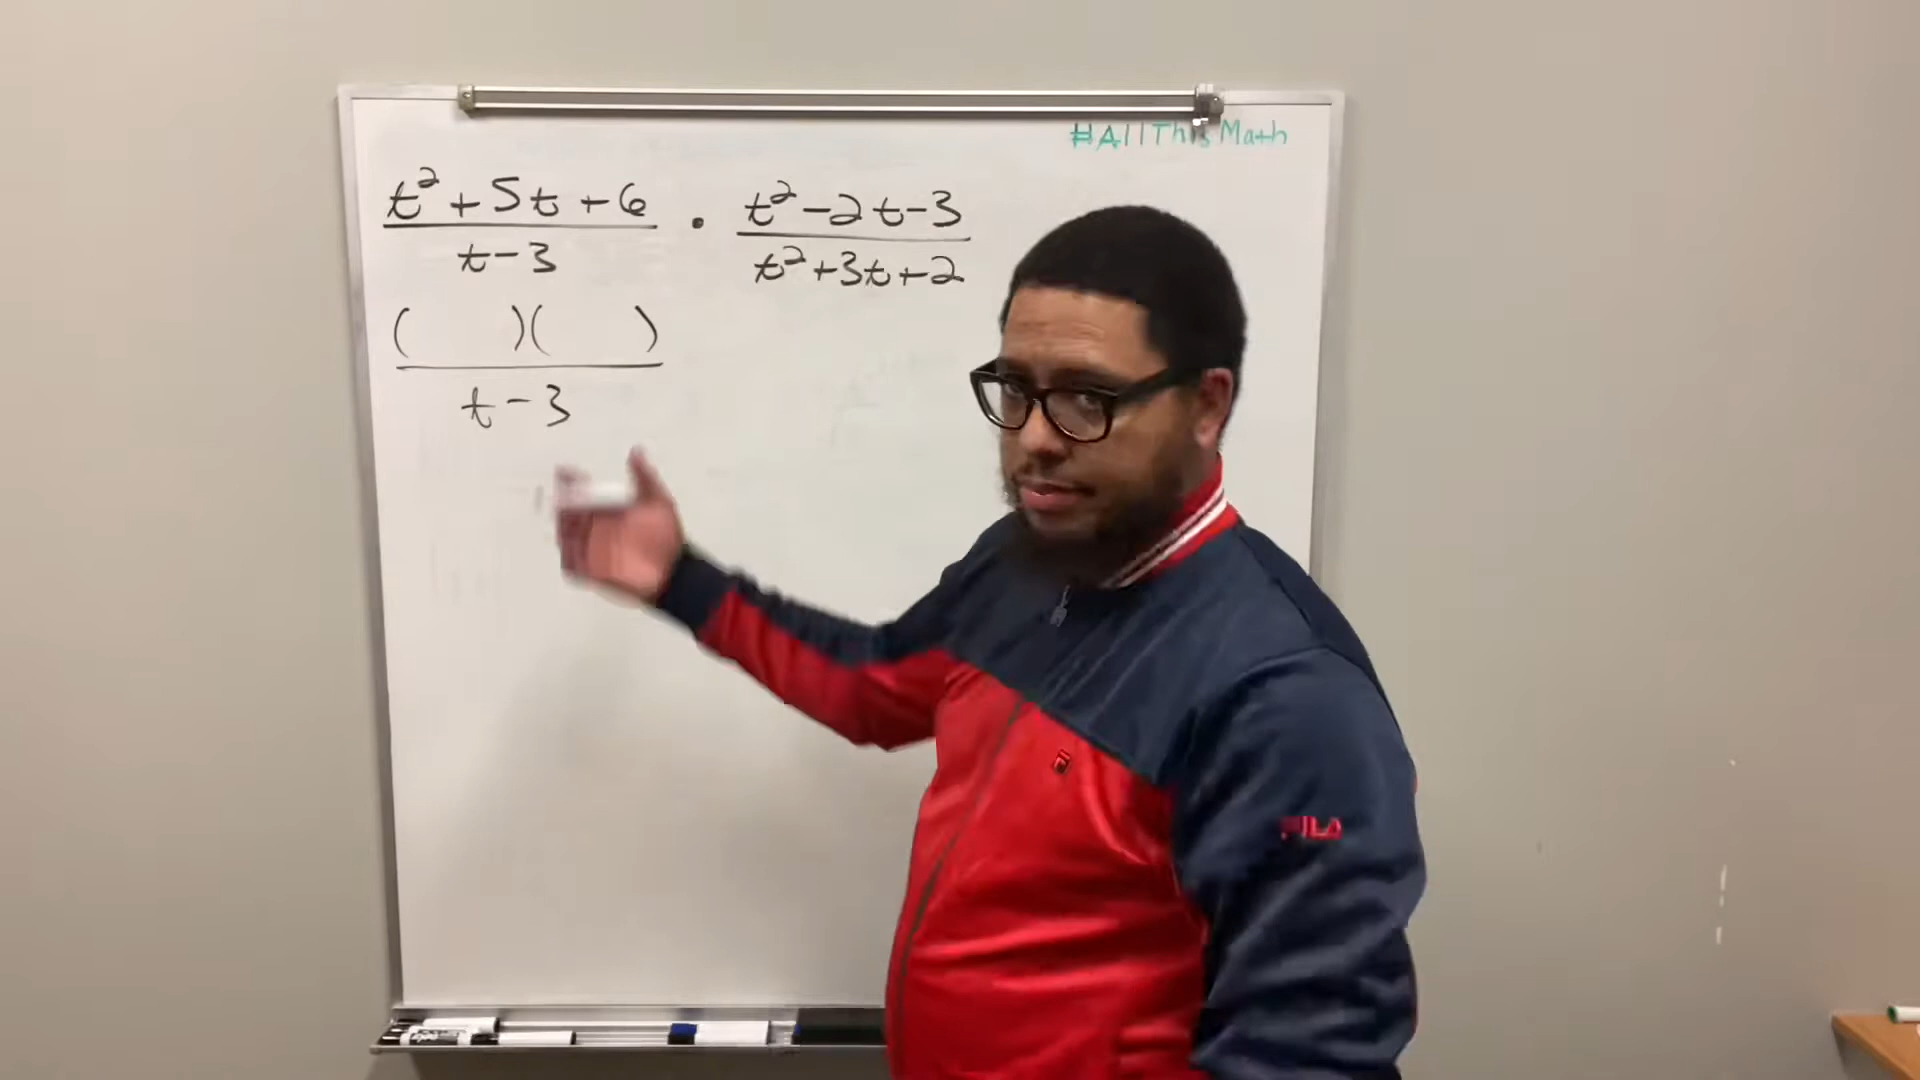 #AllThisMath
t²+5t+6 · t²-2t-3
t-3 t²+3t+2
( )( )
t-3
FILA